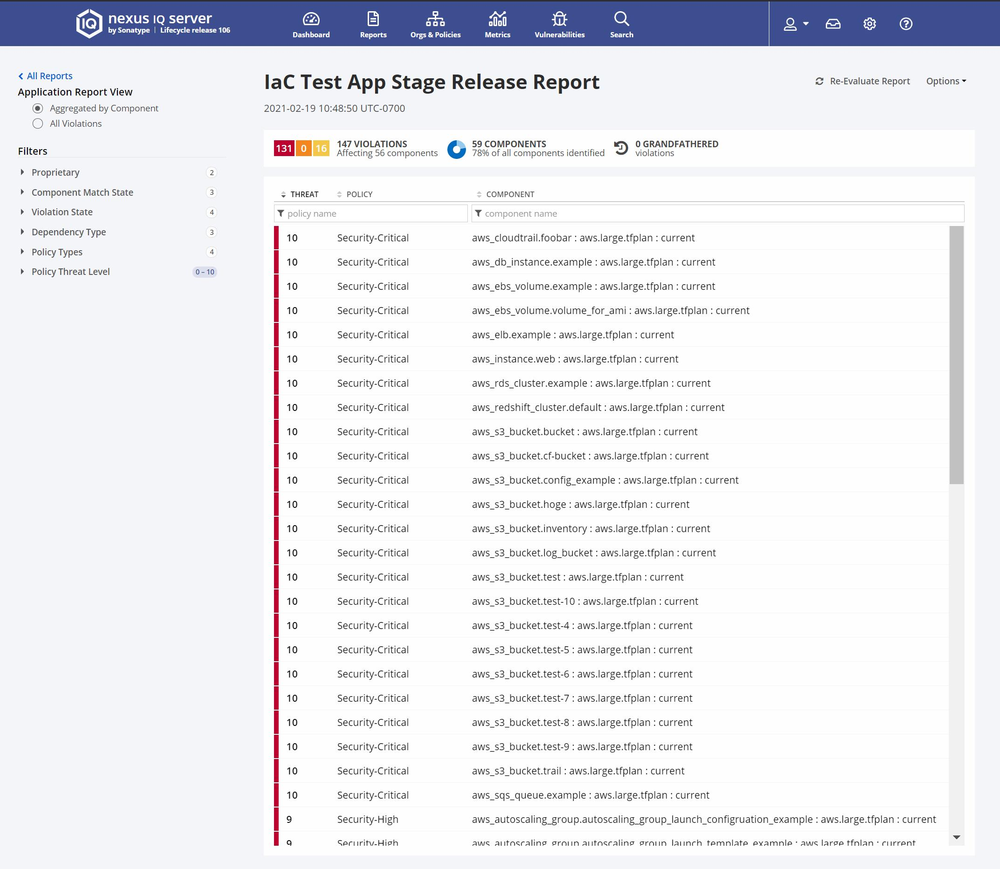 nexus IQ server
by Sonatype | Lifecycle release 106
Dashboard
Reports
Orgs & Policies
Metrics
Vulnerabilities
Search
All Reports
Application Report View
Aggregated by Component
All Violations
Filters
Proprietary 2
Component Match State 3
Violation State 4
Dependency Type 3
Policy Types 4
Policy Threat Level 0 – 10
IaC Test App Stage Release Report
Re-Evaluate Report
Options
2021-02-19 10:48:50 UTC-0700
131 0 16
147 VIOLATIONS
Affecting 56 components
59 COMPONENTS
78% of all components identified
0 GRANDFATHERED
violations
THREAT POLICY COMPONENT
policy name component name
10 Security-Critical aws_cloudtrail.foobar : aws.large.tfplan : current
10 Security-Critical aws_db_instance.example : aws.large.tfplan : current
10 Security-Critical aws_ebs_volume.example : aws.large.tfplan : current
10 Security-Critical aws_ebs_volume.volume_for_ami : aws.large.tfplan : current
10 Security-Critical aws_elb.example : aws.large.tfplan : current
10 Security-Critical aws_instance.web : aws.large.tfplan : current
10 Security-Critical aws_rds_cluster.example : aws.large.tfplan : current
10 Security-Critical aws_redshift_cluster.default : aws.large.tfplan : current
10 Security-Critical aws_s3_bucket.bucket : aws.large.tfplan : current
10 Security-Critical aws_s3_bucket.cf-bucket : aws.large.tfplan : current
10 Security-Critical aws_s3_bucket.config_example : aws.large.tfplan : current
10 Security-Critical aws_s3_bucket.hoge : aws.large.tfplan : current
10 Security-Critical aws_s3_bucket.inventory : aws.large.tfplan : current
10 Security-Critical aws_s3_bucket.log_bucket : aws.large.tfplan : current
10 Security-Critical aws_s3_bucket.test : aws.large.tfplan : current
10 Security-Critical aws_s3_bucket.test-10 : aws.large.tfplan : current
10 Security-Critical aws_s3_bucket.test-4 : aws.large.tfplan : current
10 Security-Critical aws_s3_bucket.test-5 : aws.large.tfplan : current
10 Security-Critical aws_s3_bucket.test-6 : aws.large.tfplan : current
10 Security-Critical aws_s3_bucket.test-7 : aws.large.tfplan : current
10 Security-Critical aws_s3_bucket.test-8 : aws.large.tfplan : current
10 Security-Critical aws_s3_bucket.test-9 : aws.large.tfplan : current
10 Security-Critical aws_s3_bucket.trail : aws.large.tfplan : current
10 Security-Critical aws_sqs_queue.example : aws.large.tfplan : current
9 Security-High aws_autoscaling_group.autoscaling_group_launch_configruation_example : aws.large.tfplan : current
9 Security-High aws_autoscaling_group.autoscaling_group_launch_template_example : aws.large.tfplan : current